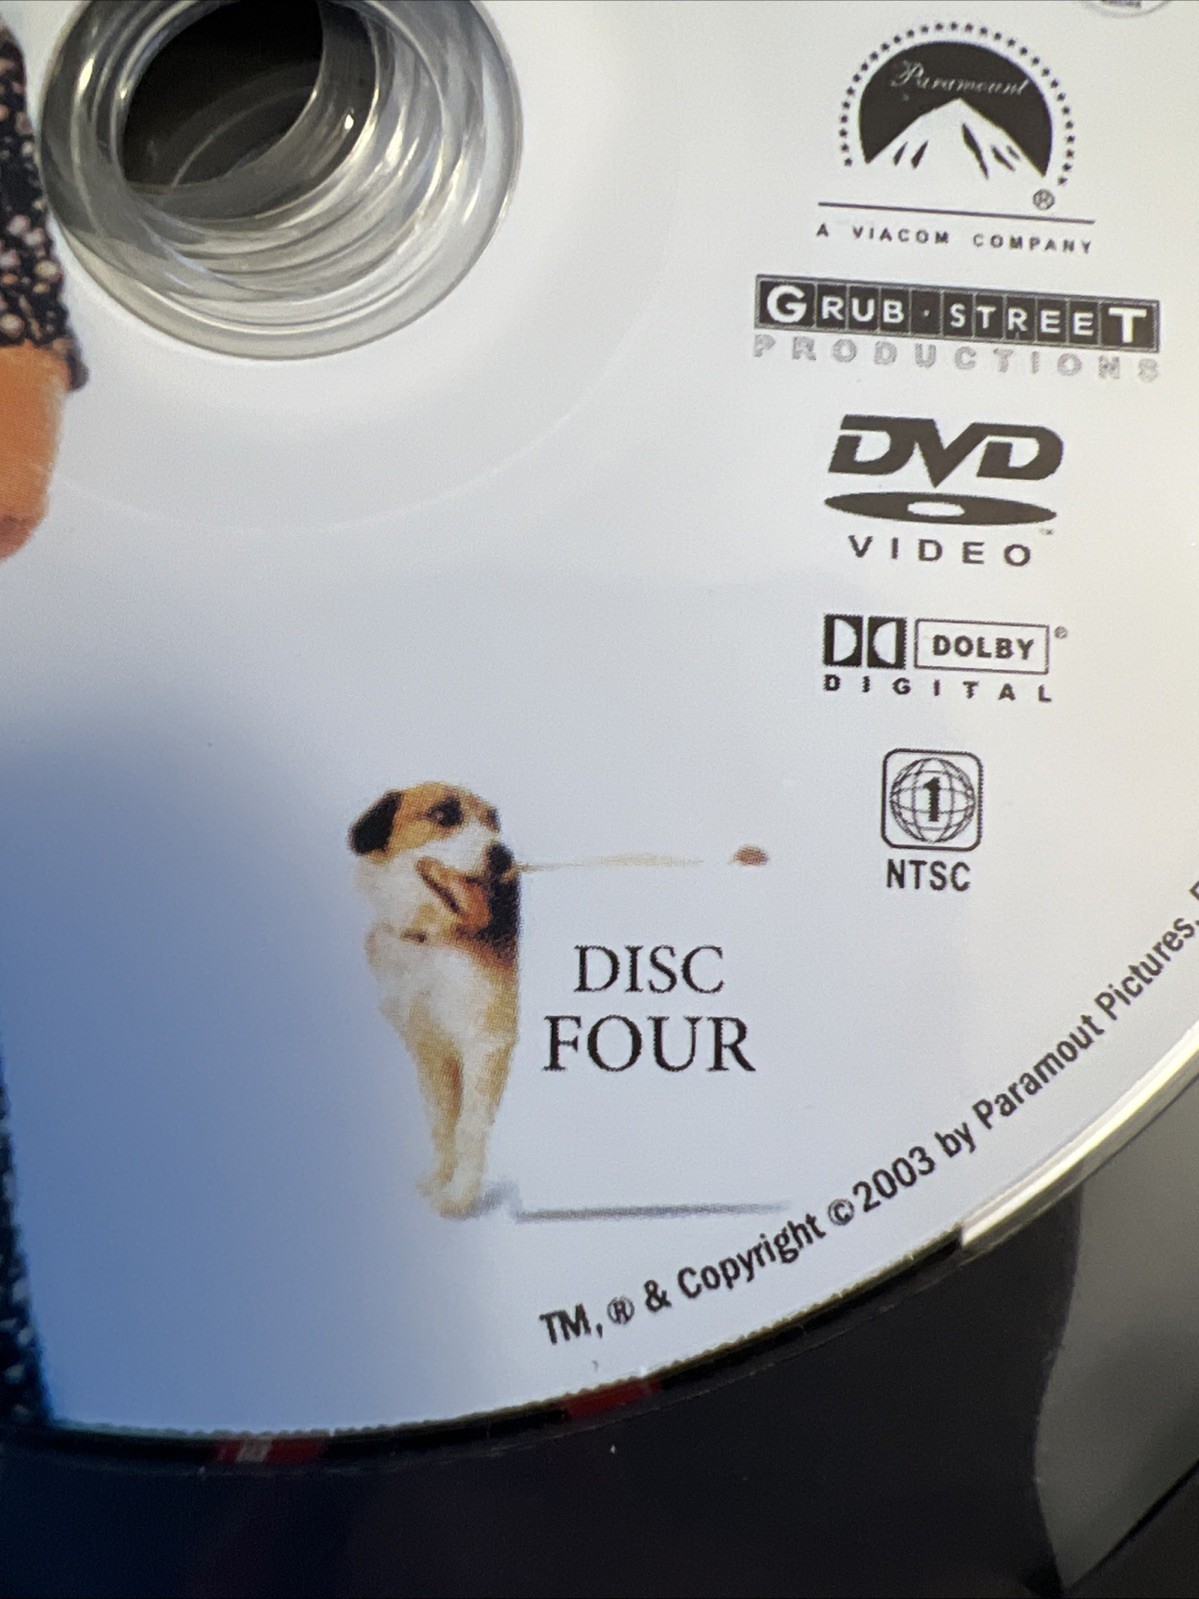 Paramount
®
A VIACOM COMPANY
GRUB·STREET
PRODUCTIONS
DVD
VIDEO
™
DOLBY®
DIGITAL
1
NTSC
DISC
FOUR
TM, ® & Copyright ©2003 by Paramout Pictures.